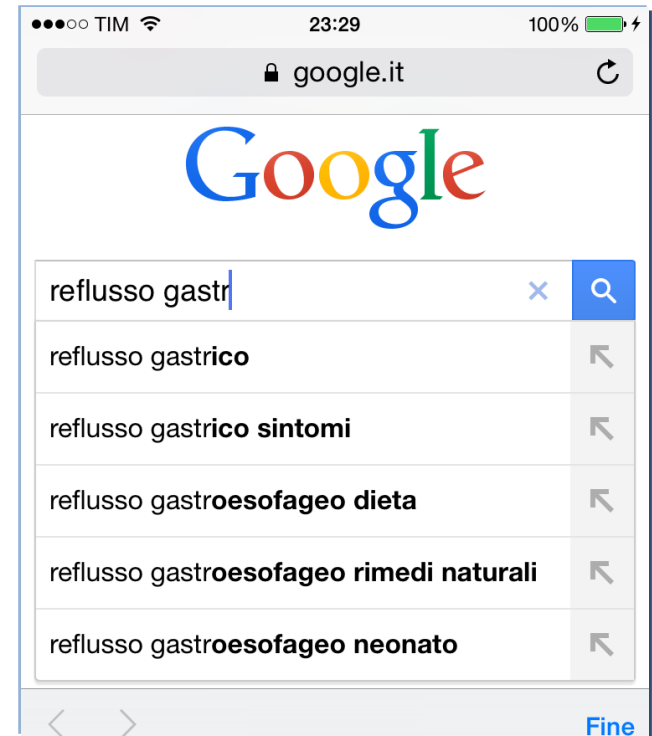 TIM 23:29 100%
google.it
Google
reflusso gastr
reflusso gastrico
reflusso gastrico sintomi
reflusso gastroesofageo dieta
reflusso gastroesofageo rimedi naturali
reflusso gastroesofageo neonato
Fine